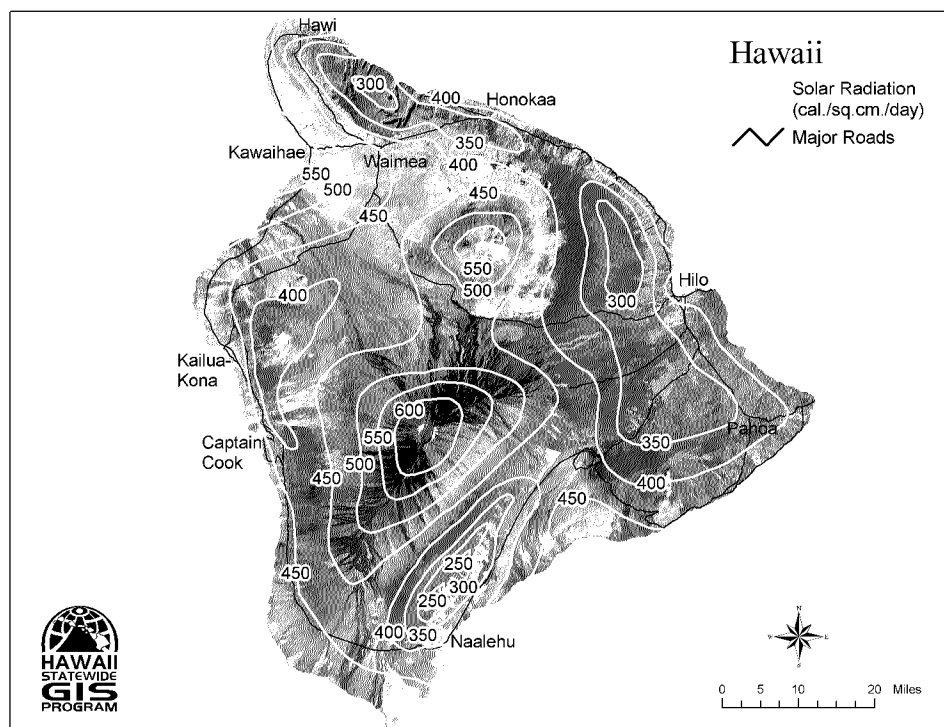 Hawaii
Solar Radiation
(cal./sq.cm./day)
Major Roads
Hawi
300
400
Honokaa
350
Kawaihae
Waimea
400
550
500
450
450
550
500
400
300
Hilo
Kailua-
Kona
600
550
Captain
Cook
500
450
350
Pahoa
400
450
450
250
300
250
400
350
Naalehu
HAWAII
STATEWIDE
GIS
PROGRAM
N
W
E
S
0 5 10 20 Miles